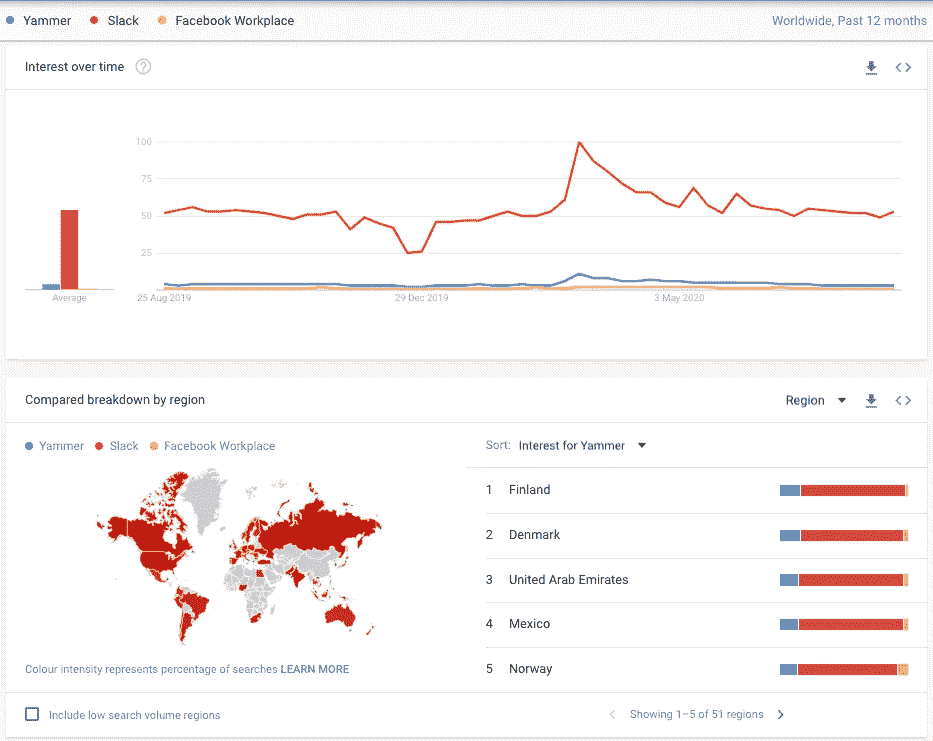 Yammer Slack Facebook Workplace Worldwide, Past 12 months
Interest over time ?
100
75
50
25
Average 25 Aug 2019 29 Dec 2019 3 May 2020
Compared breakdown by region Region
Yammer Slack Facebook Workplace Sort: Interest for Yammer
1 Finland
2 Denmark
3 United Arab Emirates
4 Mexico
5 Norway
Colour intensity represents percentage of searches LEARN MORE
Include low search volume regions Showing 1–5 of 51 regions